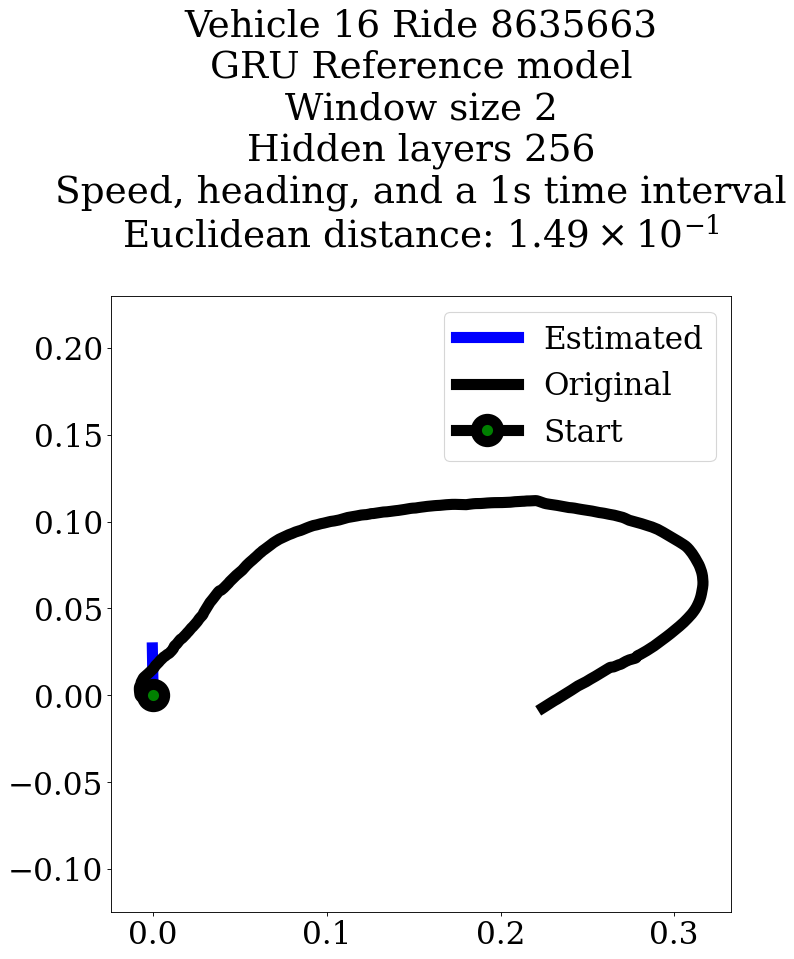 Vehicle 16 Ride 8635663
GRU Reference model
Window size 2
Hidden layers 256
Speed, heading, and a 1s time interval
Euclidean distance: 1.49 × 10⁻¹
Estimated
Original
Start
0.20
0.15
0.10
0.05
0.00
−0.05
−0.10
0.0 0.1 0.2 0.3